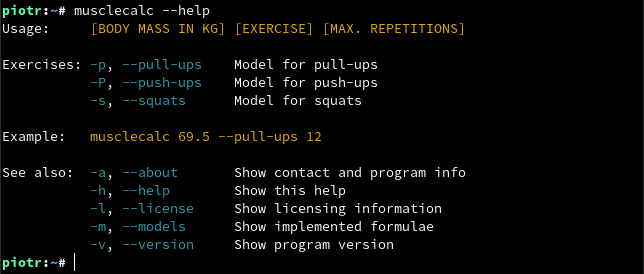 piotr:~# musclecalc --help
Usage:     [BODY MASS IN KG] [EXERCISE] [MAX. REPETITIONS]
Exercises: -p, --pull-ups    Model for pull-ups
           -P, --push-ups    Model for push-ups
           -s, --squats      Model for squats
Example:   musclecalc 69.5 --pull-ups 12
See also:  -a, --about       Show contact and program info
           -h, --help        Show this help
           -l, --license     Show licensing information
           -m, --models      Show implemented formulae
           -v, --version     Show program version
piotr:~#